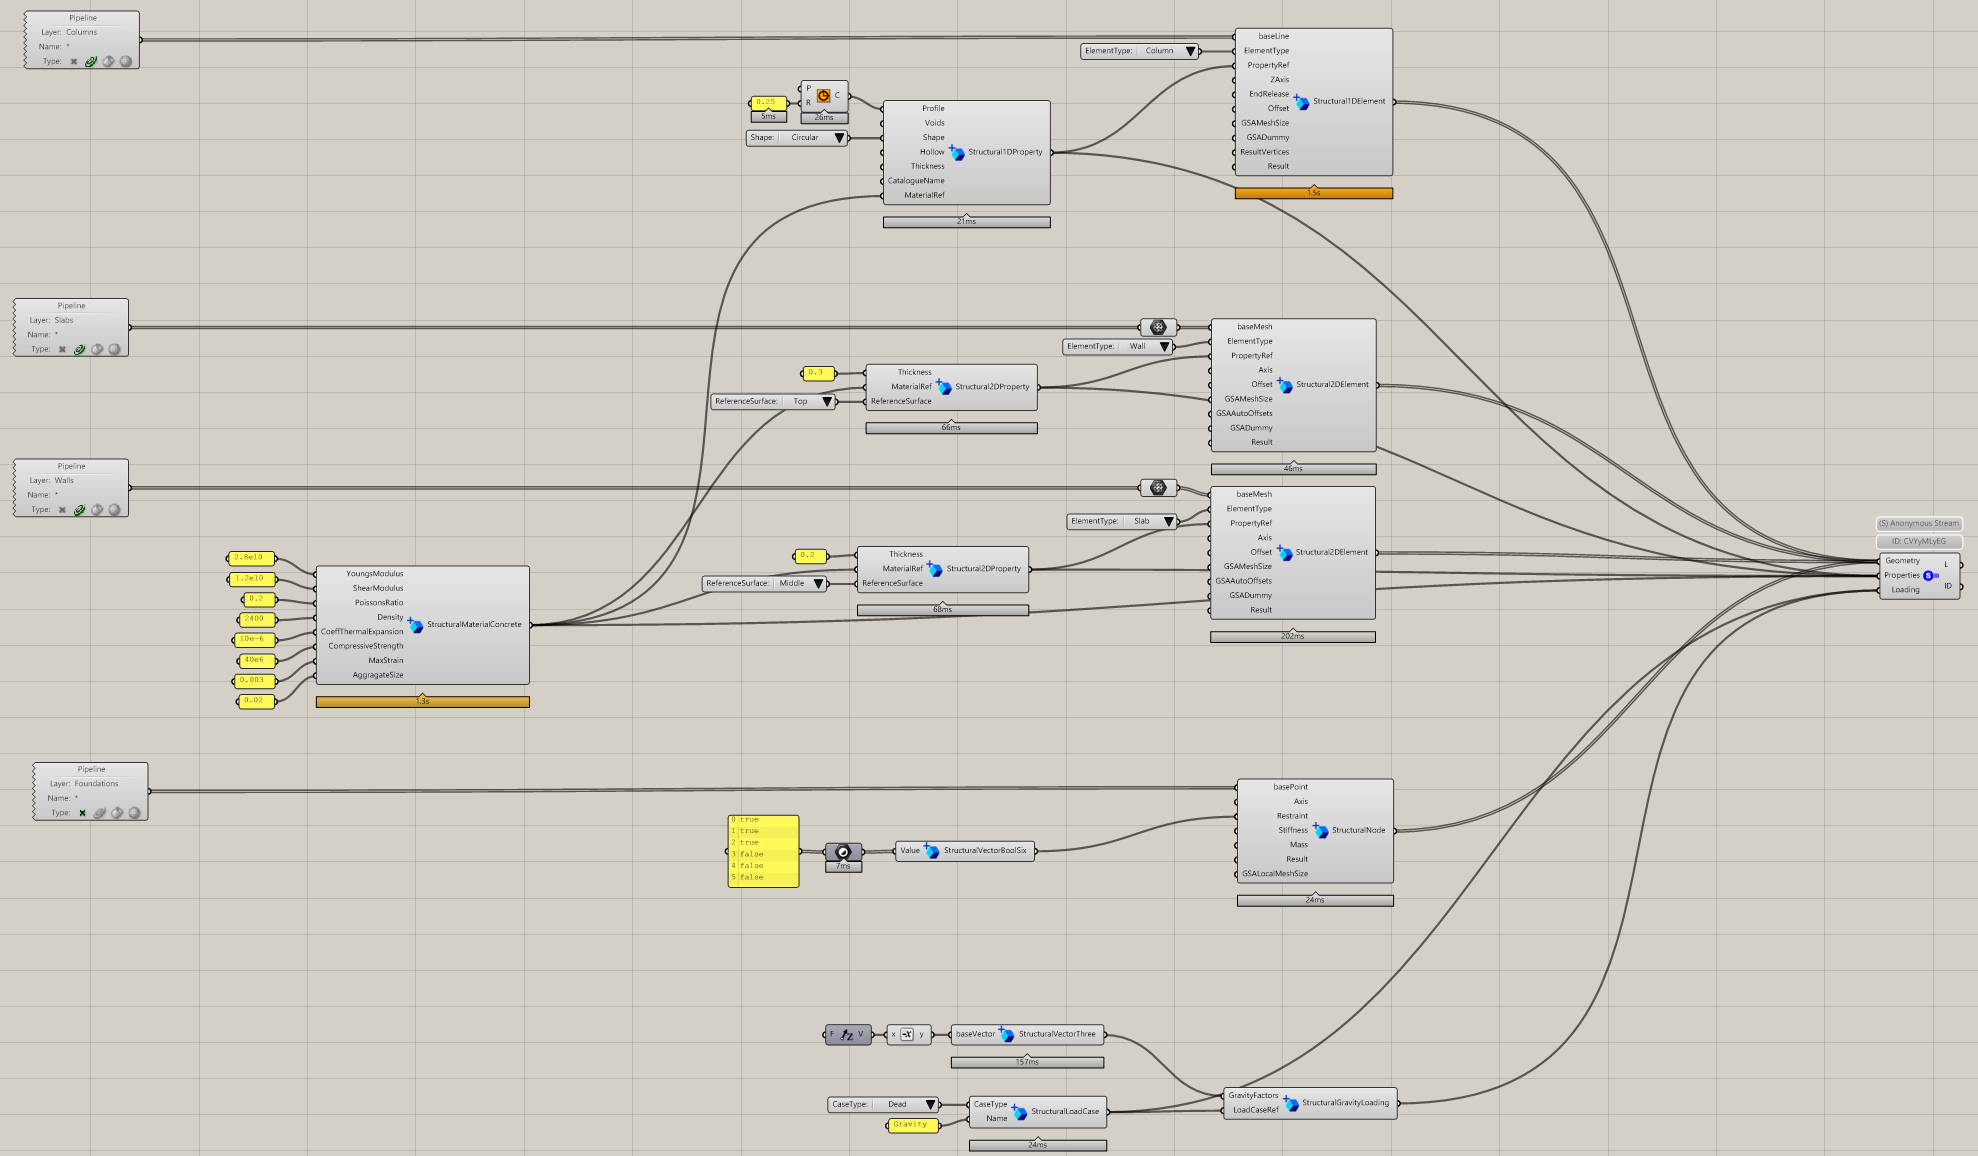 Pipeline
Layer: Columns
Name: *
Type:
0.25
5ms
P
R
C
26ms
Shape: Circular
Profile
Voids
Shape
Hollow
Thickness
CatalogueName
MaterialRef
Structural1DProperty
21ms
ElementType: Column
baseLine
ElementType
PropertyRef
ZAxis
EndRelease
Offset
GSAMeshSize
GSADummy
ResultVertices
Result
Structural1DElement
1.5s
Pipeline
Layer: Slabs
Name: *
Type:
ElementType: Wall
0.3
ReferenceSurface: Top
Thickness
MaterialRef
ReferenceSurface
Structural2DProperty
66ms
baseMesh
ElementType
PropertyRef
Axis
Offset
GSAMeshSize
GSAAutoOffsets
GSADummy
Result
Structural2DElement
46ms
Pipeline
Layer: Walls
Name: *
Type:
ElementType: Slab
0.2
ReferenceSurface: Middle
Thickness
MaterialRef
ReferenceSurface
Structural2DProperty
68ms
baseMesh
ElementType
PropertyRef
Axis
Offset
GSAMeshSize
GSAAutoOffsets
GSADummy
Result
Structural2DElement
202ms
2.8e10
1.2e10
0.2
2400
10e-6
40e6
0.003
0.02
YoungsModulus
ShearModulus
PoissonsRatio
Density
CoeffThermalExpansion
CompressiveStrength
MaxStrain
AggragateSize
StructuralMaterialConcrete
1.3s
(S) Anonymous Stream
ID: CVYyMLyEG
Geometry
Properties
Loading
S
L
ID
Pipeline
Layer: Foundations
Name: *
Type:
0 true
1 true
2 true
3 false
4 false
5 false
7ms
Value StructuralVectorBoolSix
basePoint
Axis
Restraint
Stiffness
Mass
Result
GSALocalMeshSize
StructuralNode
24ms
F Z V
x -x y
baseVector StructuralVectorThree
157ms
CaseType: Dead
Gravity
CaseType
Name
StructuralLoadCase
24ms
GravityFactors
LoadCaseRef
StructuralGravityLoading